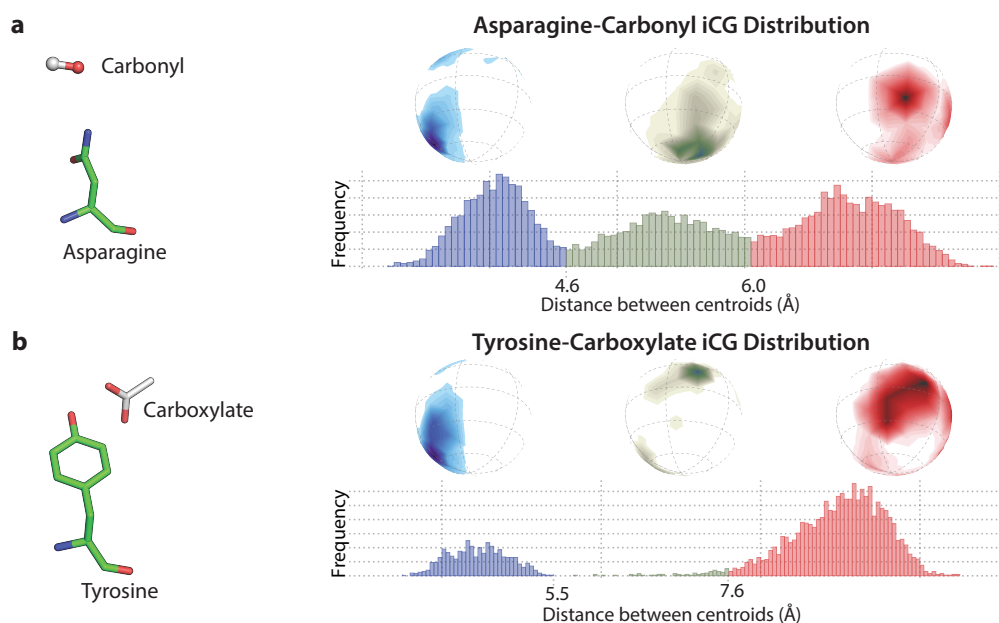 a
Asparagine-Carbonyl iCG Distribution
Carbonyl
Asparagine
Frequency
4.6
6.0
Distance between centroids (Å)
b
Tyrosine-Carboxylate iCG Distribution
Carboxylate
Tyrosine
Frequency
5.5
7.6
Distance between centroids (Å)